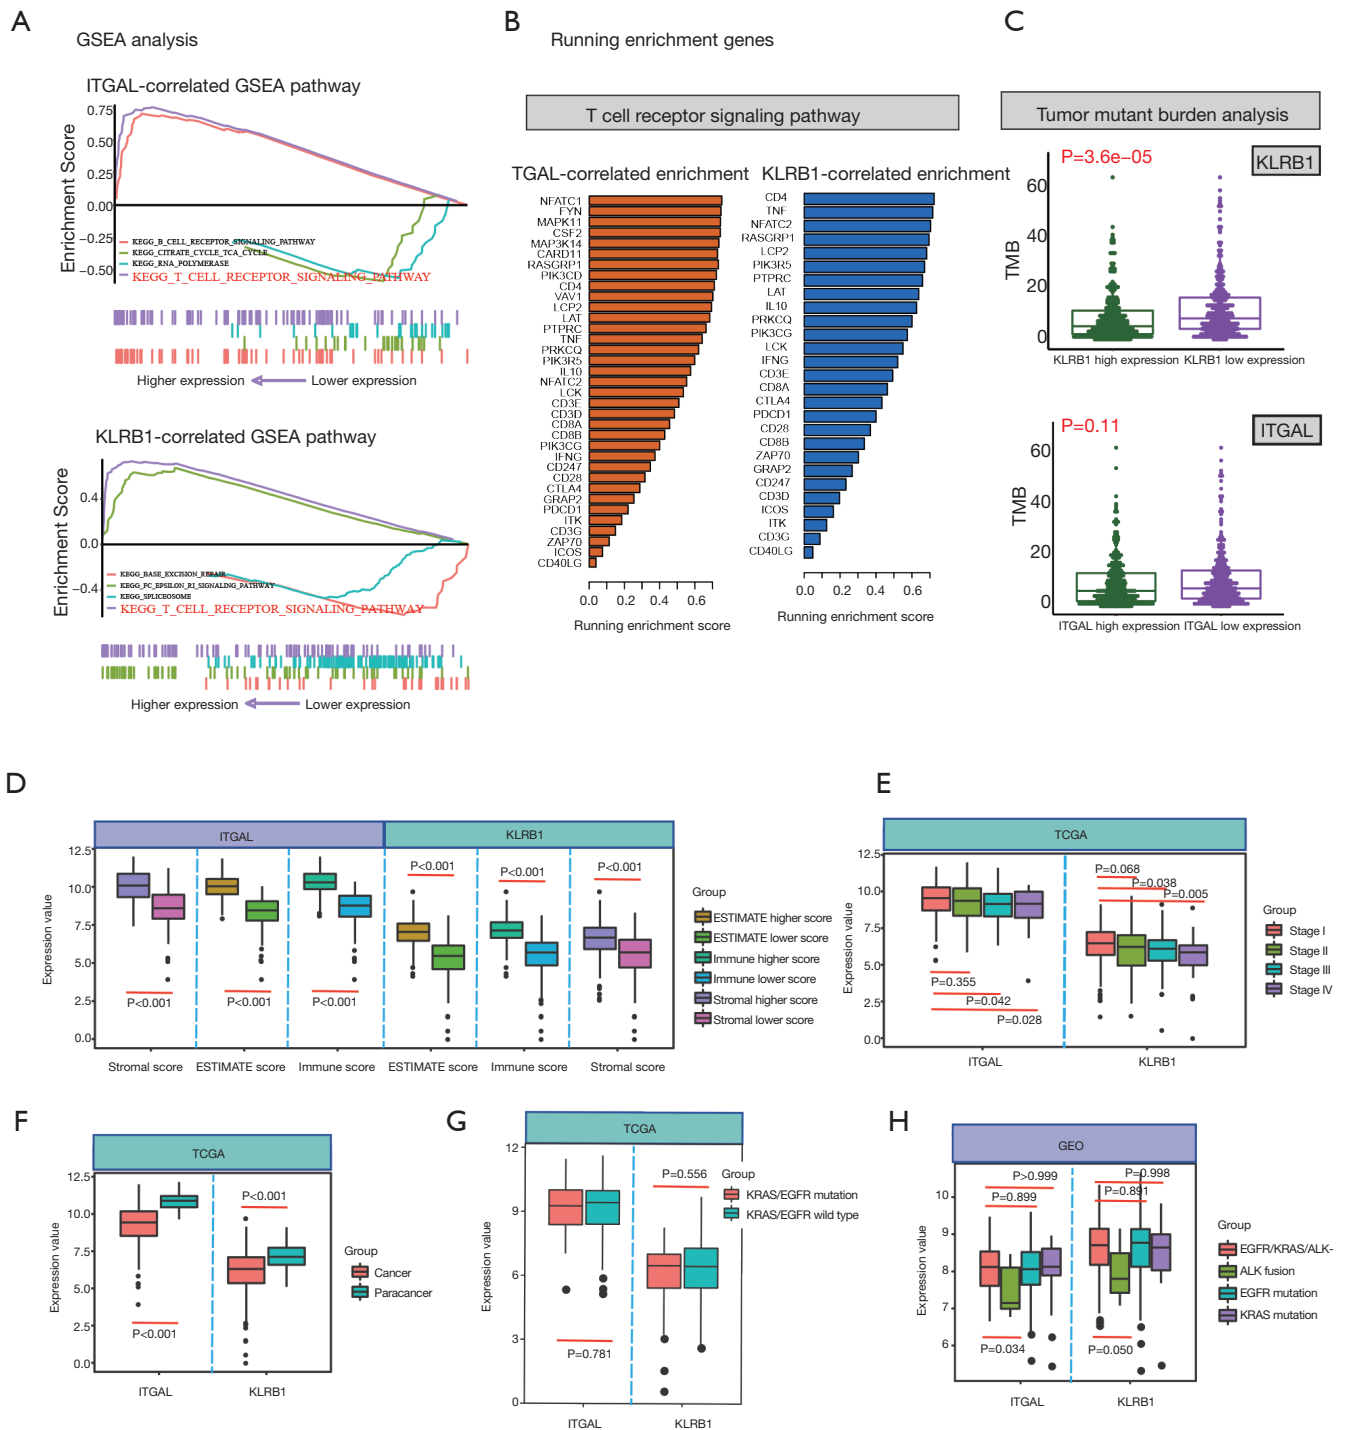 A
GSEA analysis
ITGAL-correlated GSEA pathway
Enrichment Score
0.75
0.50
0.25
0.00
−0.25
−0.50
KEGG_B_CELL_RECEPTOR_SIGNALING_PATHWAY
KEGG_CITRATE_CYCLE_TCA_CYCLE
KEGG_RNA_POLYMERASE
KEGG_T_CELL_RECEPTOR_SIGNALING_PATHWAY
Higher expression
Lower expression
KLRB1-correlated GSEA pathway
Enrichment Score
0.4
0.0
−0.4
KEGG_BASE_EXCISION_REPAIR
KEGG_FC_EPSILON_RI_SIGNALING_PATHWAY
KEGG_SPLICEOSOME
KEGG_T_CELL_RECEPTOR_SIGNALING_PATHWAY
Higher expression
Lower expression
B
Running enrichment genes
T cell receptor signaling pathway
TGAL-correlated enrichment
NFATC1
FYN
MAPK11
CSF2
MAP3K14
CARD11
RASGRP1
PIK3CD
CD4
VAV1
LCP2
LAT
PTPRC
TNF
PRKCQ
PIK3R5
IL10
NFATC2
LCK
CD3E
CD3D
CD8A
CD8B
PIK3CG
IFNG
CD247
CD28
CTLA4
GRAP2
PDCD1
ITK
CD3G
ZAP70
ICOS
CD40LG
0.0 0.2 0.4 0.6
Running enrichment score
KLRB1-correlated enrichment
CD4
TNF
NFATC2
RASGRP1
LCP2
PIK3R5
PTPRC
LAT
IL10
PRKCQ
PIK3CG
LCK
IFNG
CD3E
CD8A
CTLA4
PDCD1
CD28
CD8B
ZAP70
GRAP2
CD247
CD3D
ICOS
ITK
CD3G
CD40LG
0.0 0.2 0.4 0.6
Running enrichment score
C
Tumor mutant burden analysis
P=3.6e−05
KLRB1
TMB
60
40
20
0
KLRB1 high expression
KLRB1 low expression
P=0.11
ITGAL
TMB
60
40
20
0
ITGAL high expression
ITGAL low expression
D
ITGAL
KLRB1
Expression value
12.5
10.0
7.5
5.0
2.5
0.0
P<0.001
P<0.001
P<0.001
P<0.001
P<0.001
P<0.001
Stromal score
ESTIMATE score
Immune score
ESTIMATE score
Immune score
Stromal score
Group
ESTIMATE higher score
ESTIMATE lower score
Immune higher score
Immune lower score
Stromal higher score
Stromal lower score
E
TCGA
Expression value
12.5
10.0
7.5
5.0
2.5
0.0
P=0.068
P=0.038
P=0.005
P=0.355
P=0.042
P=0.028
ITGAL
KLRB1
Group
Stage I
Stage II
Stage III
Stage IV
F
TCGA
Expression value
12.5
10.0
7.5
5.0
2.5
0.0
P<0.001
P<0.001
ITGAL
KLRB1
Group
Cancer
Paracancer
G
TCGA
Expression value
12
9
6
3
0
P=0.556
P=0.781
ITGAL
KLRB1
Group
KRAS/EGFR mutation
KRAS/EGFR wild type
H
GEO
Expression value
10
9
8
7
6
P>0.999
P=0.899
P=0.998
P=0.891
P=0.034
P=0.050
ITGAL
KLRB1
Group
EGFR/KRAS/ALK-
ALK fusion
EGFR mutation
KRAS mutation